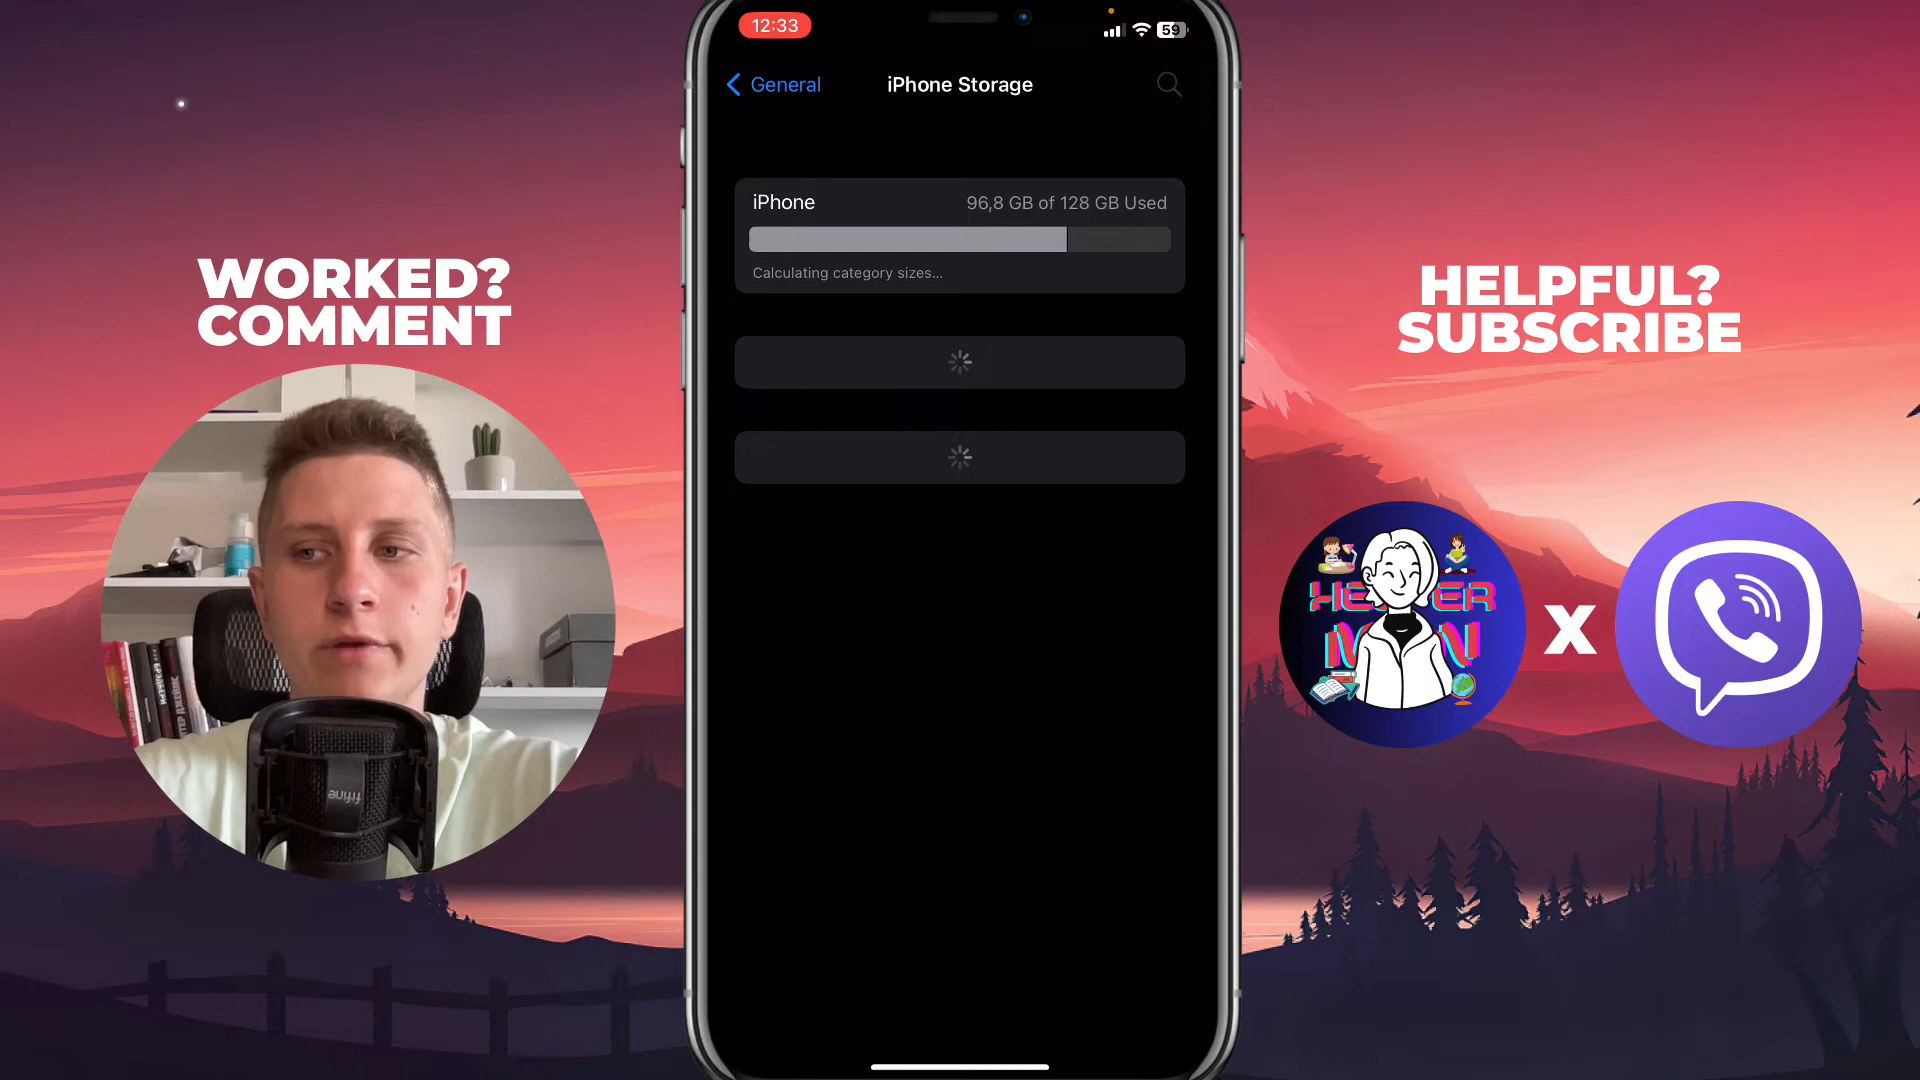 12:33
59
General
iPhone Storage
iPhone
96,8 GB of 128 GB Used
Calculating category sizes...
WORKED?
COMMENT
HELPFUL?
SUBSCRIBE
X
fifine